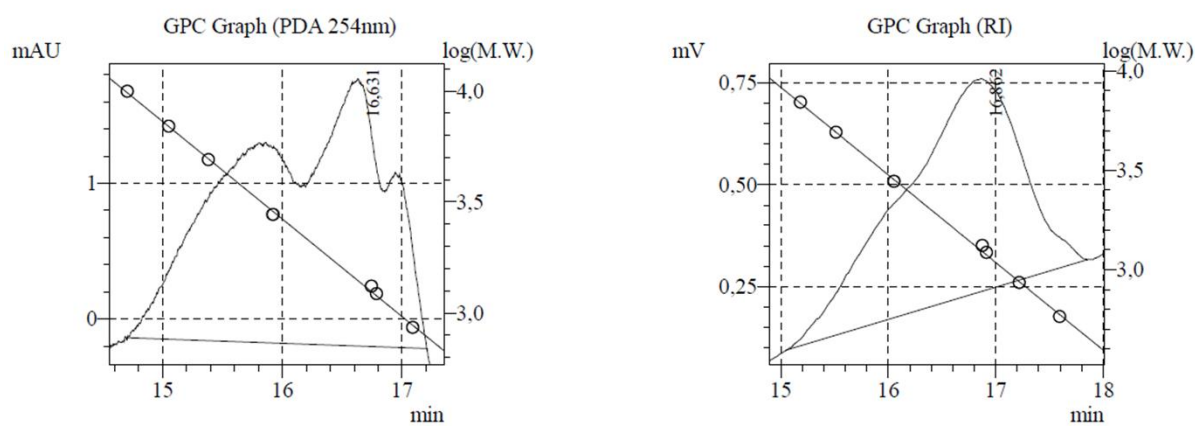 GPC Graph (PDA 254nm)
mAU
log(M.W.)
16,631
4,0
1
3,5
0
3,0
15
16
17
min
GPC Graph (RI)
mV
log(M.W.)
16,862
0,75
4,0
0,50
3,5
0,25
3,0
15
16
17
18
min